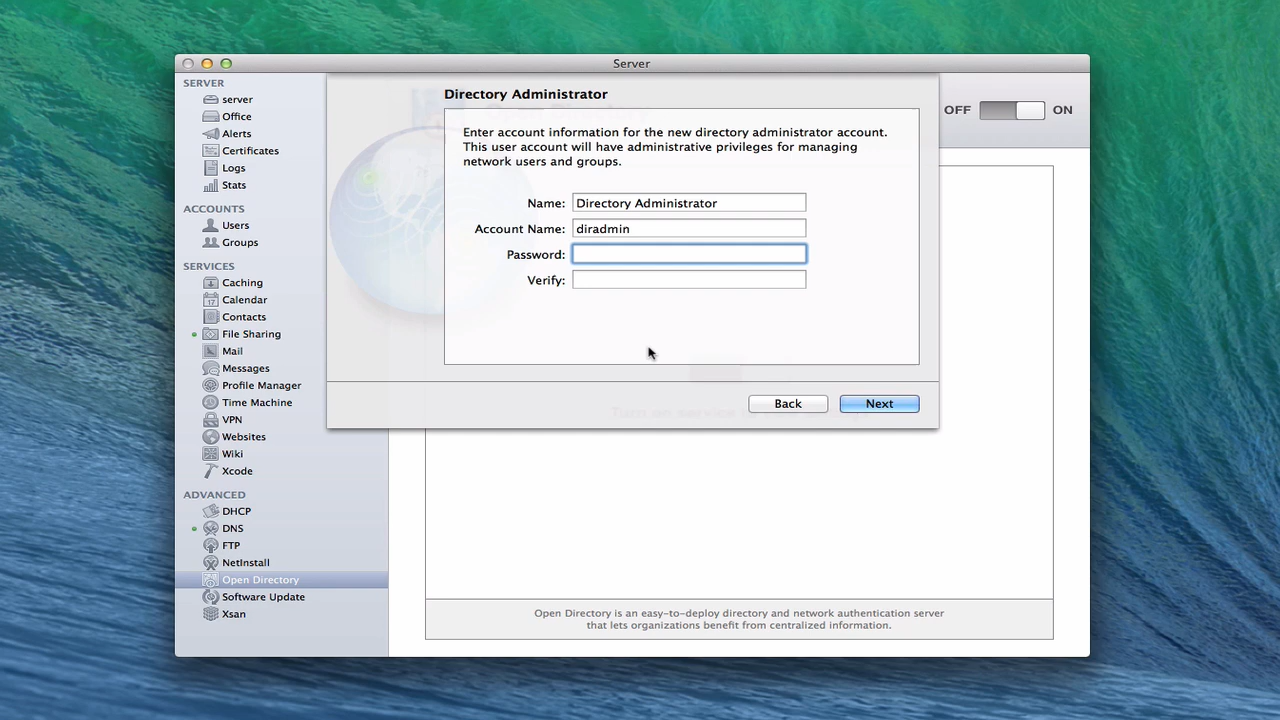 Server
SERVER
server
Office
Alerts
Certificates
Logs
Stats
ACCOUNTS
Users
Groups
SERVICES
Caching
17
Calendar
Contacts
File Sharing
Mail
Messages
Profile Manager
Time Machine
VPN
Websites
Wiki
Xcode
ADVANCED
DHCP
DNS
FTP
NetInstall
Open Directory
Software Update
Xsan
Directory Administrator
Enter account information for the new directory administrator account.
This user account will have administrative privileges for managing
network users and groups.
Name: Directory Administrator
Account Name: diradmin
Password:
Verify:
Back Next
OFF ON
Open Directory is an easy-to-deploy directory and network authentication server
that lets organizations benefit from centralized information.